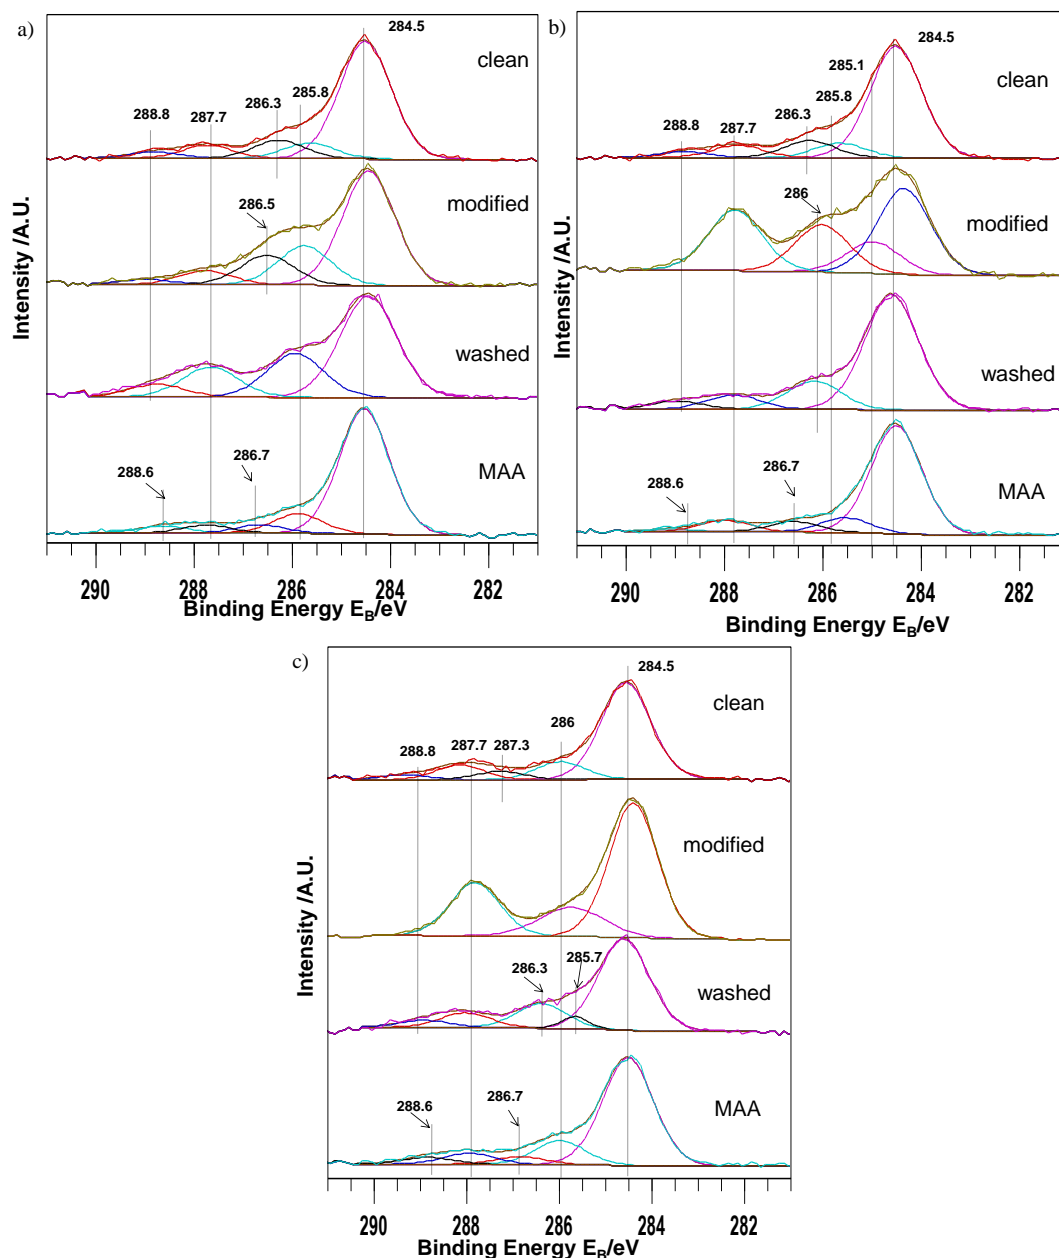 a)
284.5
clean
285.8
286.3
287.7
288.8
modified
286.5
washed
MAA
286.7
288.6
Intensity /A.U.
290 288 286 284 282
Binding Energy E_B/eV
b)
284.5
285.1
clean
285.8
286.3
287.7
288.8
modified
286
washed
MAA
286.7
288.6
Intensity /A.U.
290 288 286 284 282
Binding Energy E_B/eV
c)
284.5
clean
286
287.3
287.7
288.8
modified
washed
285.7
286.3
MAA
286.7
288.6
Intensity /A.U.
290 288 286 284 282
Binding Energy E_B/eV